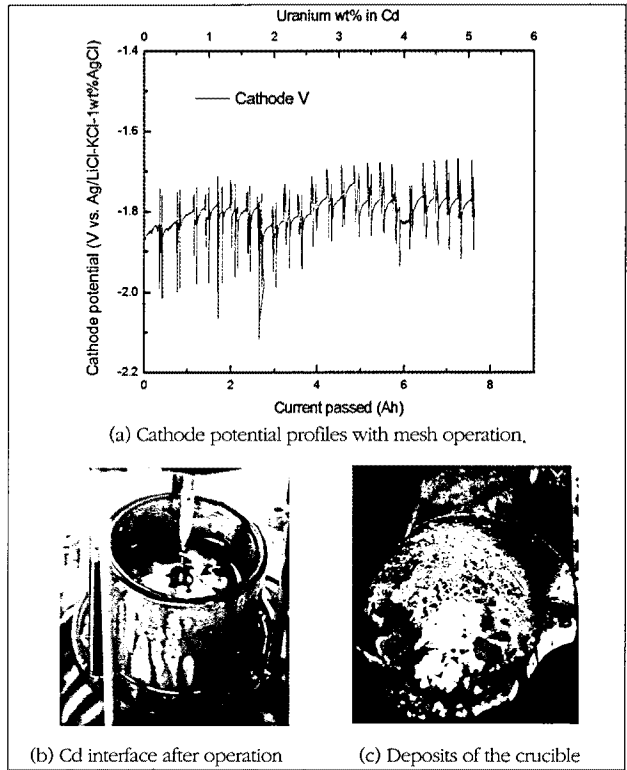 Uranium wt% in Cd
0 1 2 3 4 5 6
-1.4
-1.6
-1.8
-2.0
-2.2
Cathode potential (V vs. Ag/LiCl-KCl-1wt%AgCl)
Cathode V
0 2 4 6 8
Current passed (Ah)
(a) Cathode potential profiles with mesh operation.
(b) Cd interface after operation
(c) Deposits of the crucible